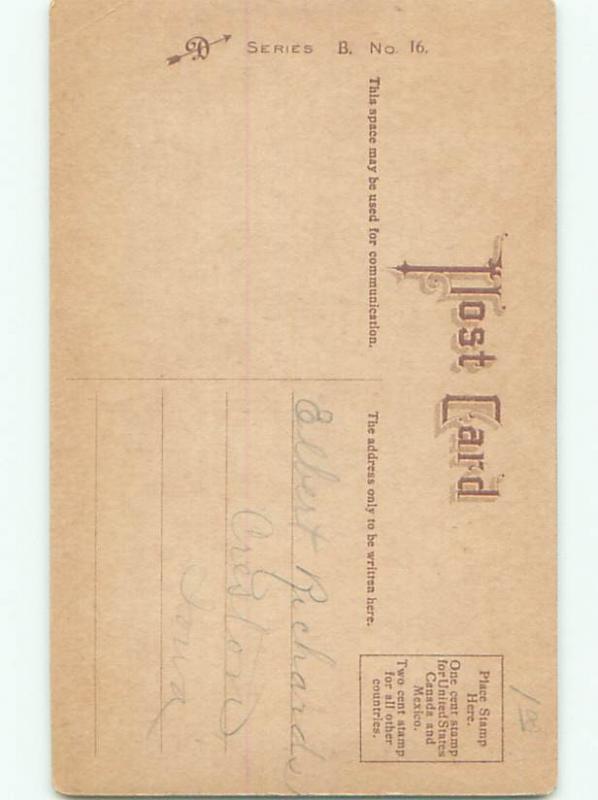 SERIES B. No. 16.
Post Card
This space may be used for communication.
The address only to be written here.
Place Stamp
Here.
One cent stamp
for United States
Canada and
Mexico.
Two cent stamp
for all other
countries.
1.00
Elbert Richards
Creston
Iowa